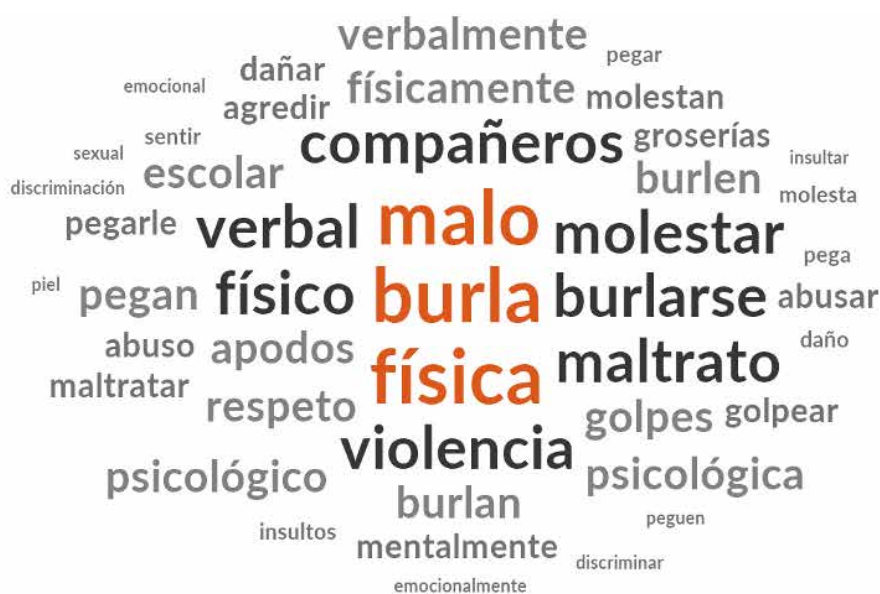 verbalmente
pegar
dañar
emocional
físicamente
molestan
agredir
compañeros
groserías
sentir
sexual
insultar
escolar
burlen
discriminación
molesta
pegarle
verbal
malo
molestar
pega
piel
pegan
físico
burla
burlarse
abusar
daño
abuso
apodos
física
maltrato
maltratar
respeto
golpes
golpear
violencia
psicológico
psicológica
burlan
peguen
insultos
mentalmente
discriminar
emocionalmente